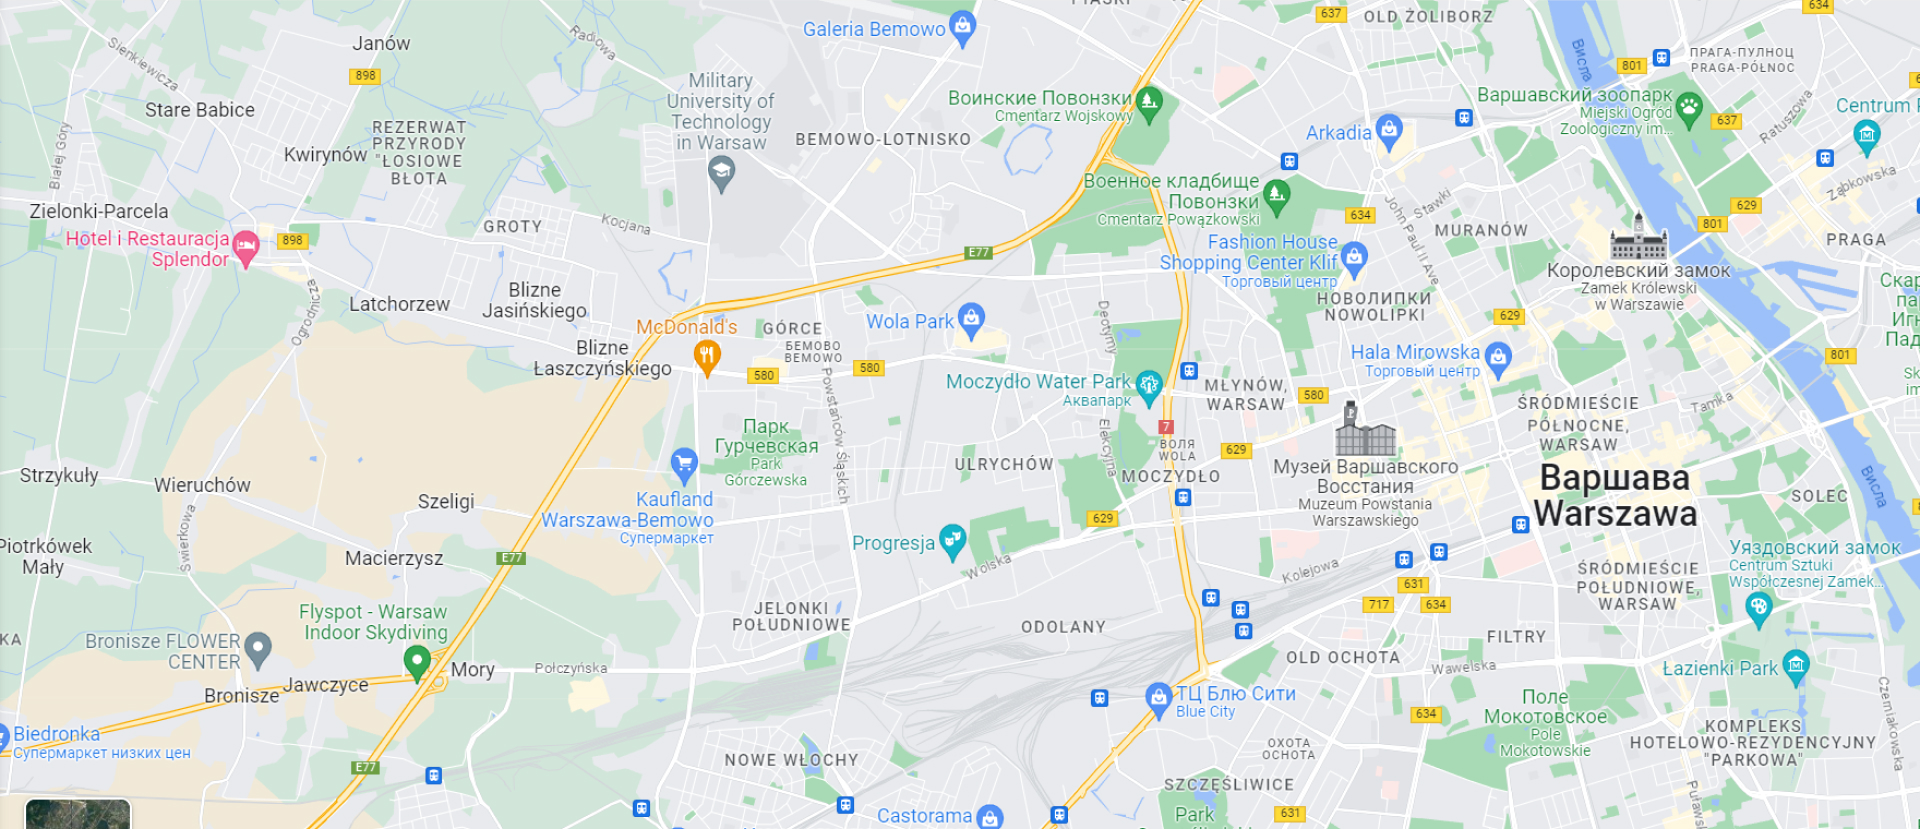 PIASKI
637
OLD ŻOLIBORZ
634
Galeria Bemowo
Sienkiewicza
Janów
Radiowa
898
Stare Babice
Białej Góry
REZERWAT
PRZYRODY
"ŁOSIOWE
BŁOTA
Kwirynów
Military
University of
Technology
in Warsaw
BEMOWO-LOTNISKO
Воинские Повонзки
Cmentarz Wojskowy
Arkadia
Висла
801
ПРАГА-ПУЛНОЦ
PRAGA-PÓŁNOC
Варшавский зоопарк
Miejski Ogród
Zoologiczny im...
637
Ratuszowa
Ząbkowska
Zielonki-Parcela
Hotel i Restauracja
Splendor
898
GROTY
Kocjana
Военное кладбище
Повонзки
Cmentarz Powązkowski
634
Stawki
John Paul II Ave
MURANÓW
629
801
PRAGA
E77
Fashion House
Shopping Center Klif
Торговый центр
Королевский замок
Zamek Królewski
w Warszawie
Latchorzew
Blizne
Jasińskiego
НОВОЛИПКИ
NOWOLIPKI
629
McDonald's
GÓRCE
БЕМОВО
BEMOWO
Wola Park
Deotymy
Blizne
Łaszczyńskiego
580
580
Powstańców Śląskich
Moczydło Water Park
Аквапарк
MŁYNÓW,
WARSAW
580
Hala Mirowska
Торговый центр
801
ŚRÓDMIEŚCIE
PÓŁNOCNE,
WARSAW
Tamka
Парк
Гурчевская
Park
Górczewska
7
ВОЛЯ
WOLA
629
Elekcyjna
ULRYCHÓW
MOCZYDŁO
Музей Варшавского
Восстания
Muzeum Powstania
Warszawskiego
Варшава
Warszawa
SOLEC
Висла
Strzykuły
Wieruchów
Szeligi
Kaufland
Warszawa-Bemowo
Супермаркет
629
Świerkowa
Piotrkówek
Mały
Macierzysz
E77
Progresja
Wolska
Kolejowa
631
717
634
ŚRÓDMIEŚCIE
POŁUDNIOWE,
WARSAW
Уяздовский замок
Centrum Sztuki
Współczesnej Zamek...
Flyspot - Warsaw
Indoor Skydiving
JELONKI
POŁUDNIOWE
ODOLANY
FILTRY
Bronisze FLOWER
CENTER
Mory
Połczyńska
OLD OCHOTA
Wawelska
Łazienki Park
Bronisze
Jawczyce
ТЦ Блю Сити
Blue City
634
Поле
Мокотовское
Pole
Mokotowskie
Czerniakowska
Biedronka
Супермаркет низких цен
E77
NOWE WŁOCHY
ОХОТА
OCHOTA
КОМПЛЕКС
HOTELOWO-REZYDENCYJNY
"PARKOWA"
SZCZĘŚLIWICE
Castorama
Park
631